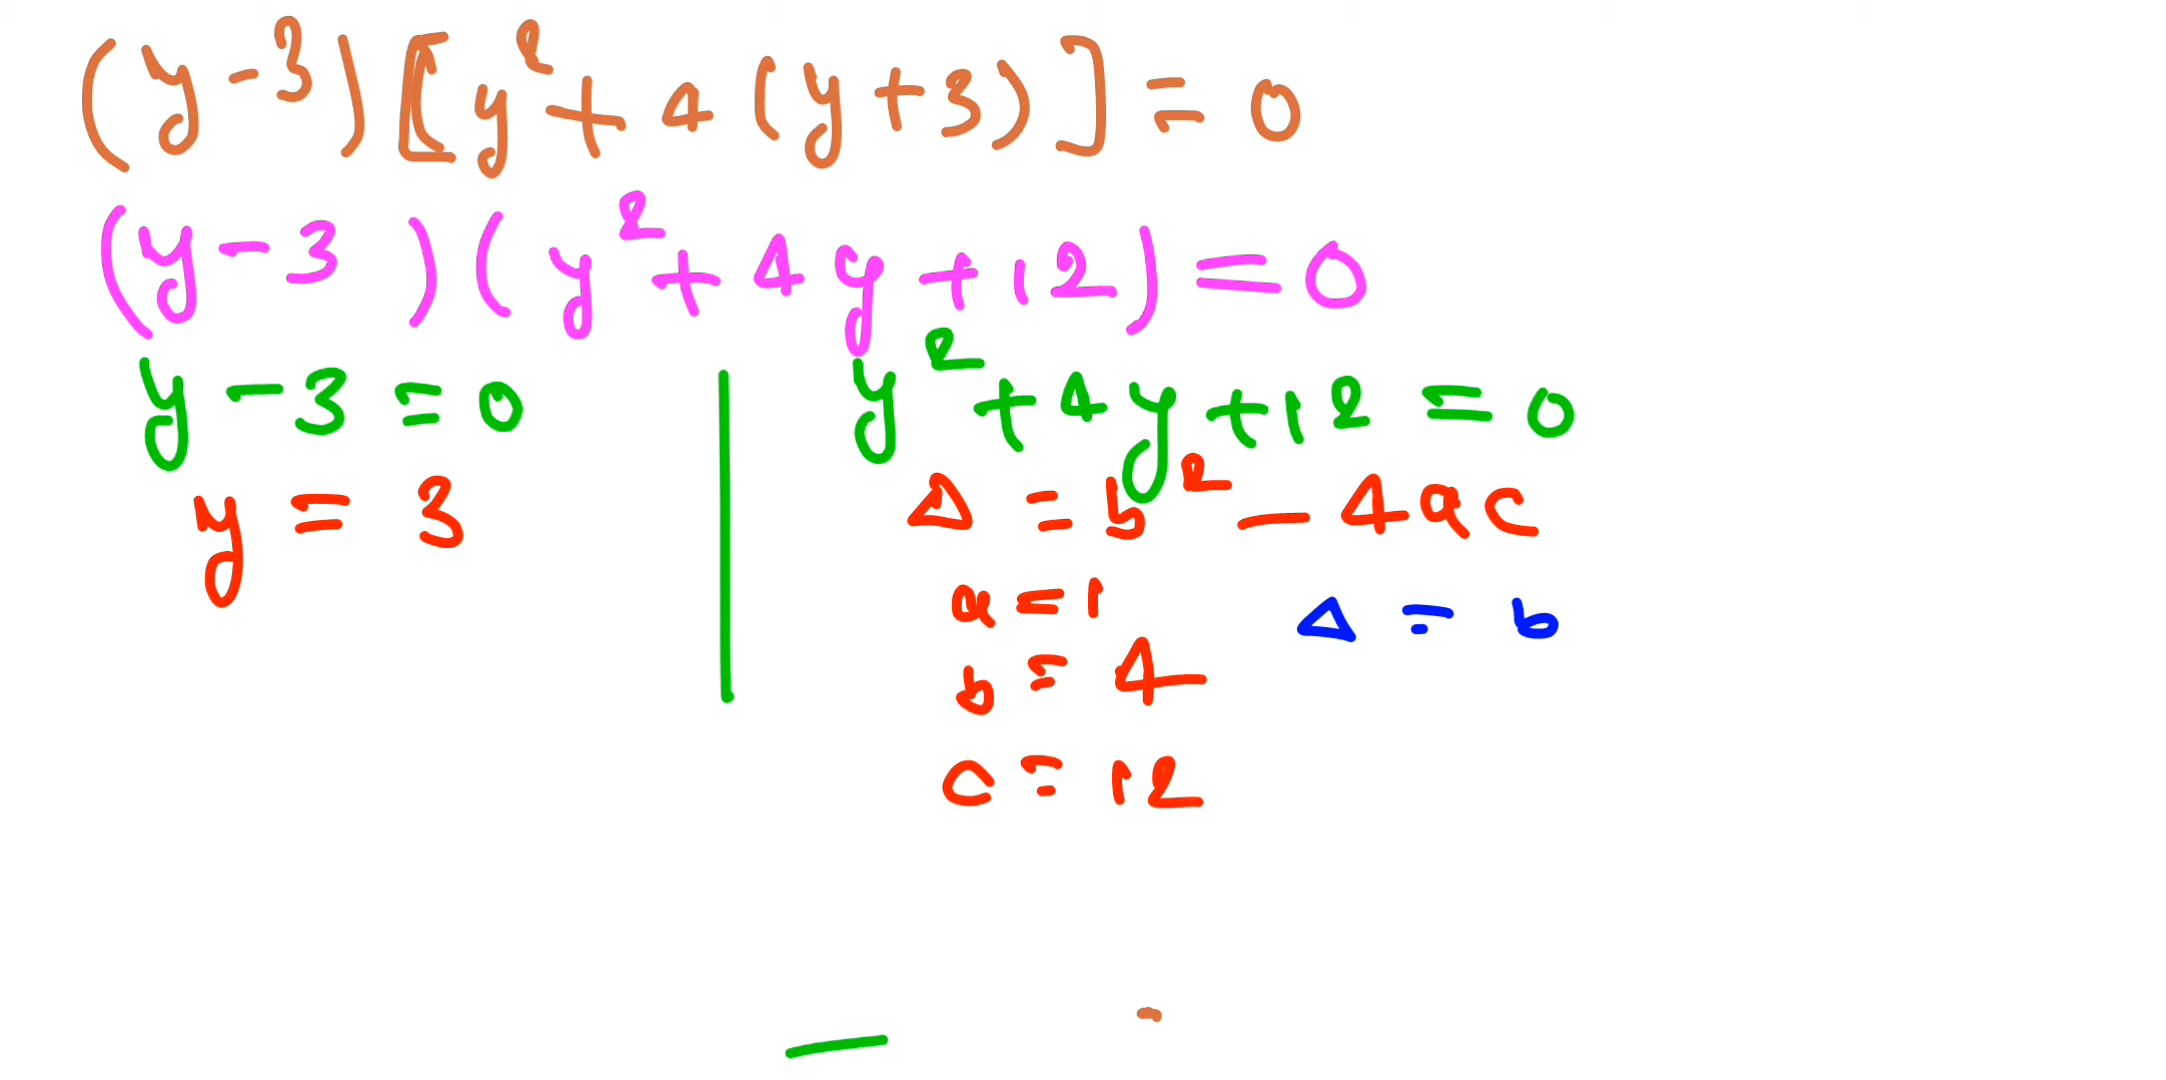 (y-3)[y²+4(y+3)]=0
(y-3)(y²+4y+12)=0
y-3=0
y=3
y²+4y+12=0
Δ=b²-4ac
a=1
b=4
c=12
Δ=b